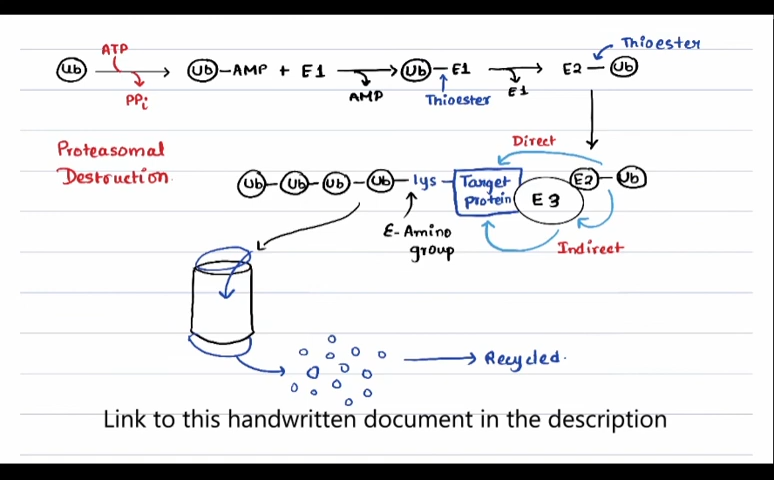 Thioester
ATP
Ub → Ub-AMP + E1 → Ub-E1 → E2-Ub
PPi
AMP
Thioester
E1
Proteasomal
Destruction.
Direct
Ub-Ub-Ub-Ub-lys-Target protein E3 E2-Ub
ε-Amino
group
Indirect
Recycled.
Link to this handwritten document in the description